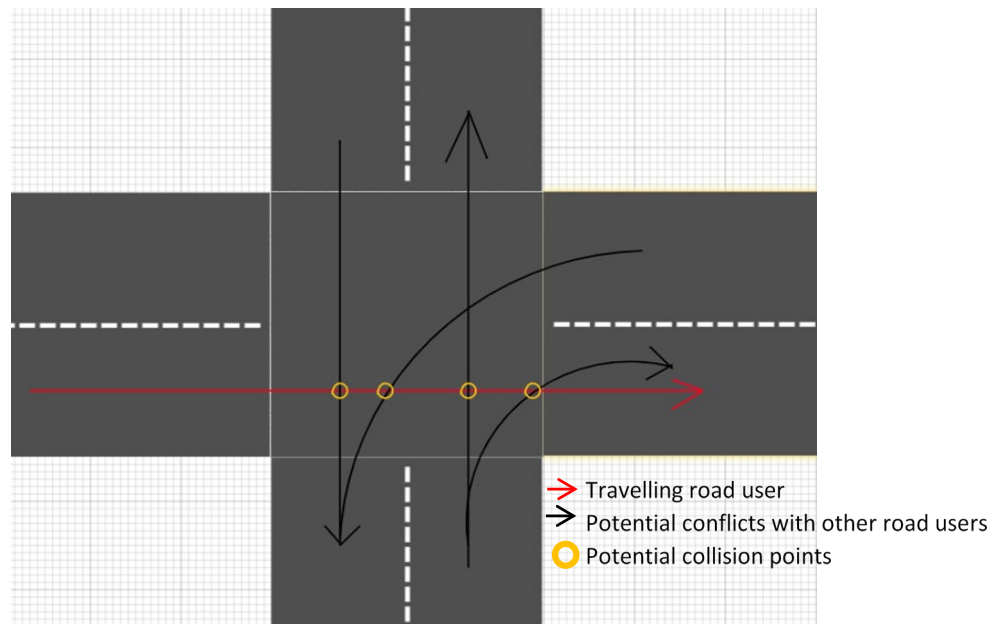 Travelling road user
Potential conflicts with other road users
Potential collision points